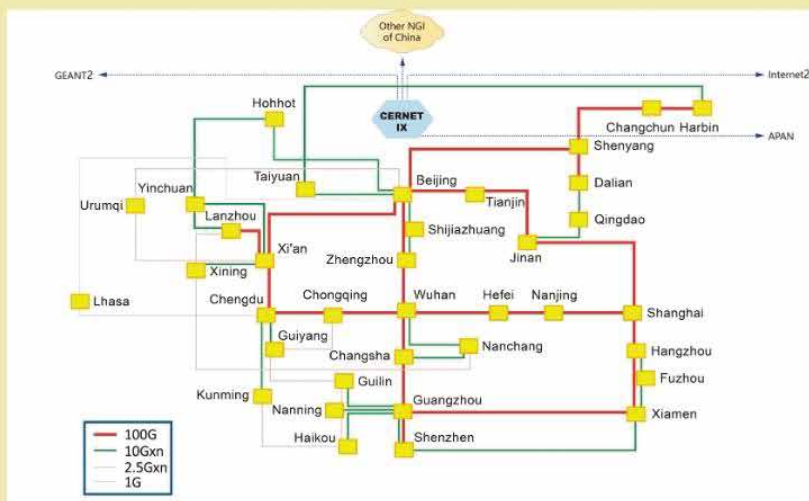 Other NGI
of China
GEANT2
Internet2
CERNET
IX
APAN
Hohhot
Changchun Harbin
Shenyang
Taiyuan
Beijing
Dalian
Yinchuan
Urumqi
Tianjin
Lanzhou
Qingdao
Shijiazhuang
Xi'an
Jinan
Zhengzhou
Xining
Lhasa
Chengdu
Chongqing
Wuhan
Hefei
Nanjing
Shanghai
Guiyang
Nanchang
Hangzhou
Changsha
Fuzhou
Guilin
Kunming
Guangzhou
Xiamen
Nanning
Haikou
Shenzhen
100G
10Gxn
2.5Gxn
1G